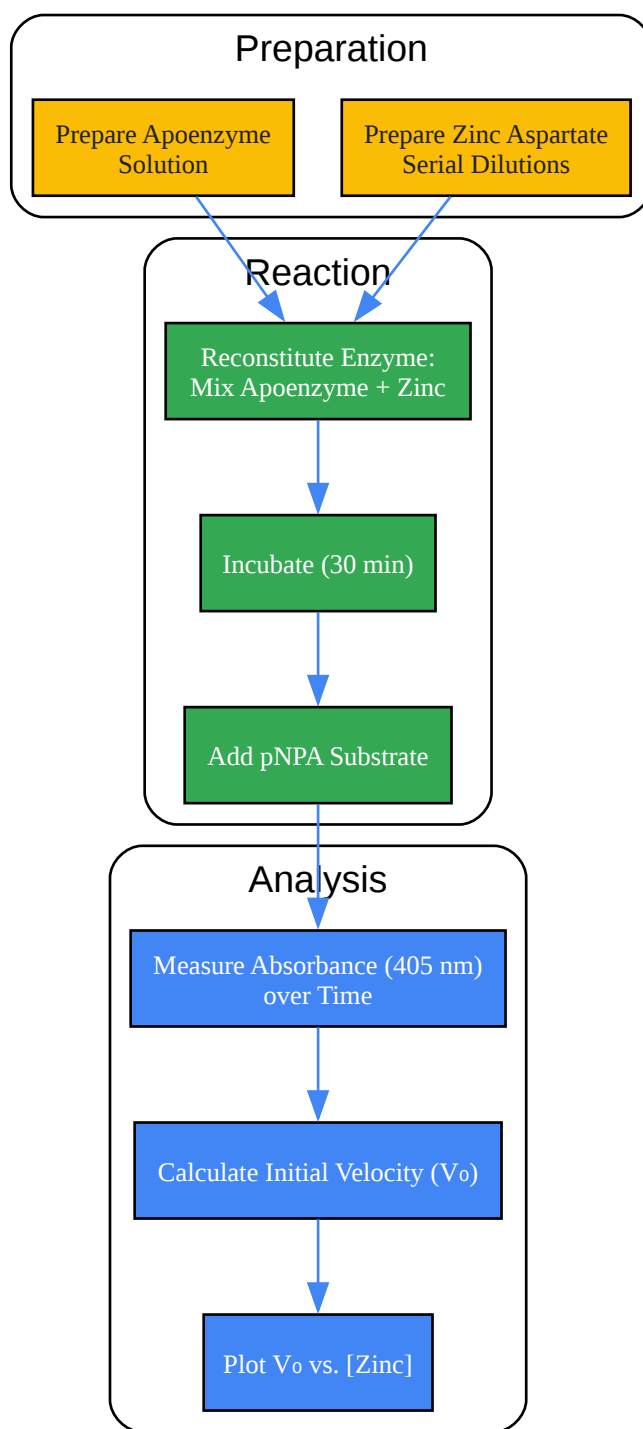 Preparation
Prepare Apoenzyme
Solution
Prepare Zinc Aspartate
Serial Dilutions
Reaction
Reconstitute Enzyme:
Mix Apoenzyme + Zinc
Incubate (30 min)
Add pNPA Substrate
Analysis
Measure Absorbance (405 nm)
over Time
Calculate Initial Velocity (V₀)
Plot V₀ vs. [Zinc]